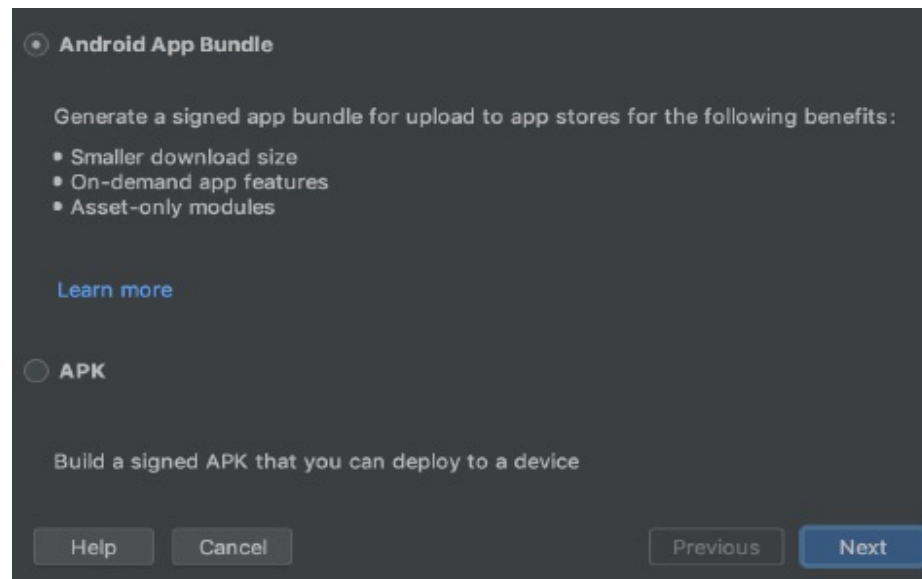 Android App Bundle
Generate a signed app bundle for upload to app stores for the following benefits:
• Smaller download size
• On-demand app features
• Asset-only modules
Learn more
APK
Build a signed APK that you can deploy to a device
Help Cancel Previous Next